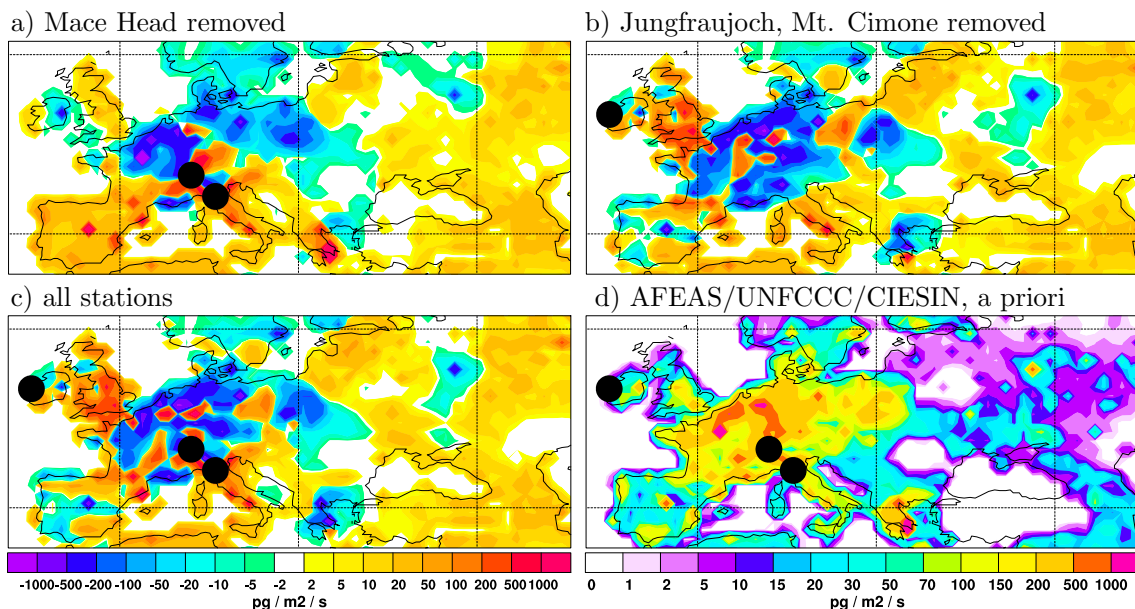 a) Mace Head removed
b) Jungfraujoch, Mt. Cimone removed
c) all stations
d) AFEAS/UNFCCC/CIESIN, a priori
-1000 -500 -200 -100 -50 -20 -10 -5 -2 2 5 10 20 50 100 200 500 1000
pg / m2 / s
0 1 2 5 10 15 20 30 50 70 100 150 200 500 1000
pg / m2 / s